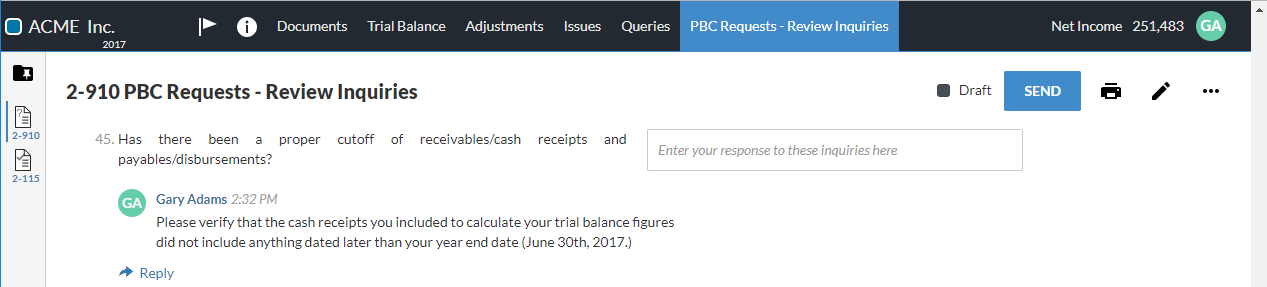 ACME Inc.
2017
Documents
Trial Balance
Adjustments
Issues
Queries
PBC Requests - Review Inquiries
Net Income 251,483
GA
2-910
2-115
2-910 PBC Requests - Review Inquiries
Draft
SEND
45. Has there been a proper cutoff of receivables/cash receipts and
payables/disbursements?
Enter your response to these inquiries here
GA
Gary Adams 2:32 PM
Please verify that the cash receipts you included to calculate your trial balance figures
did not include anything dated later than your year end date (June 30th, 2017.)
Reply